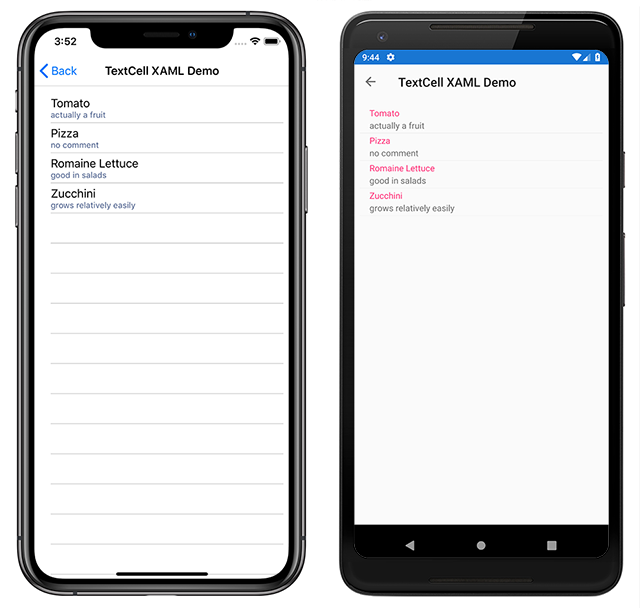 3:52
Back
TextCell XAML Demo
Tomato
actually a fruit
Pizza
no comment
Romaine Lettuce
good in salads
Zucchini
grows relatively easily
9:44
TextCell XAML Demo
Tomato
actually a fruit
Pizza
no comment
Romaine Lettuce
good in salads
Zucchini
grows relatively easily